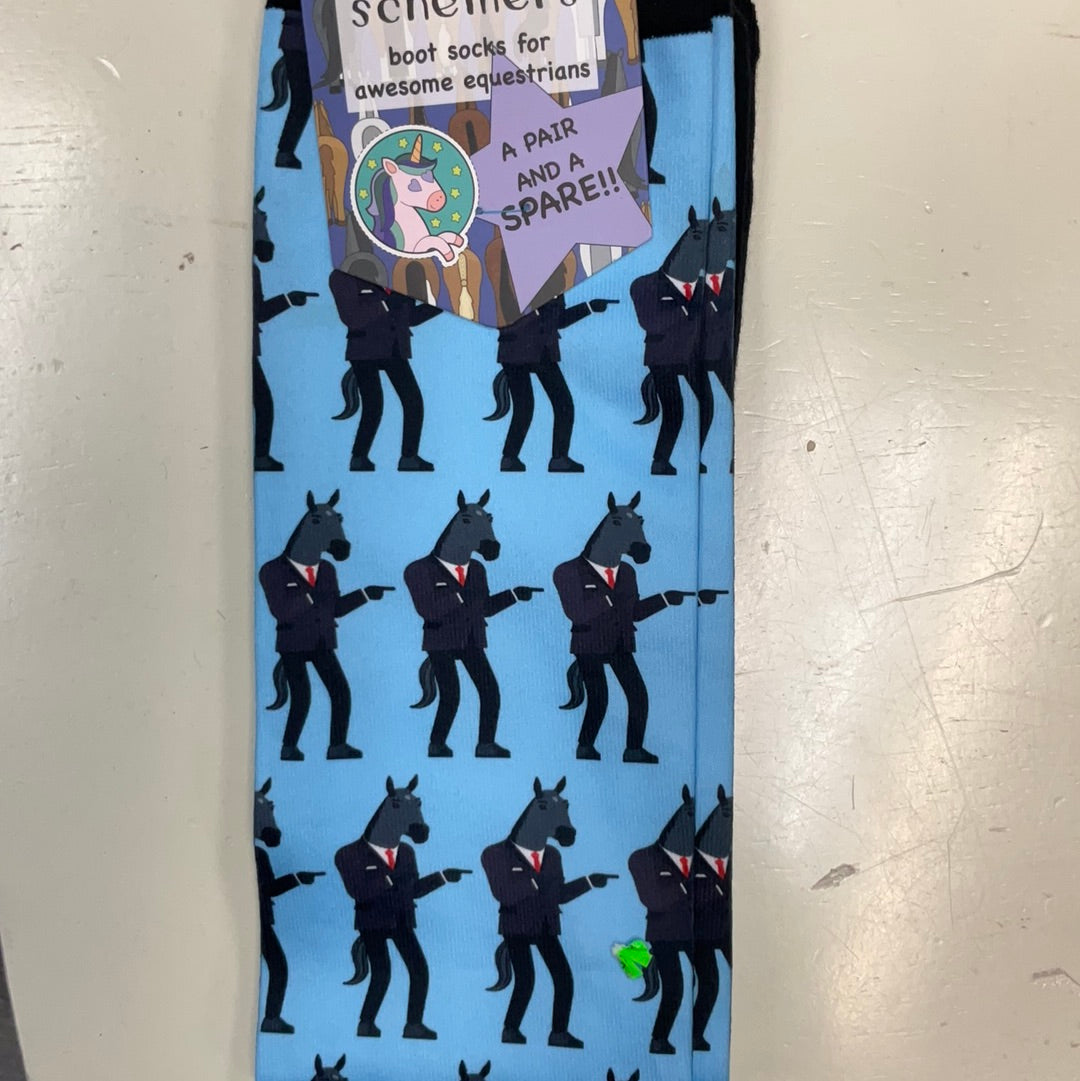 schemers
boot socks for
awesome equestrians
A PAIR
AND A
SPARE!!